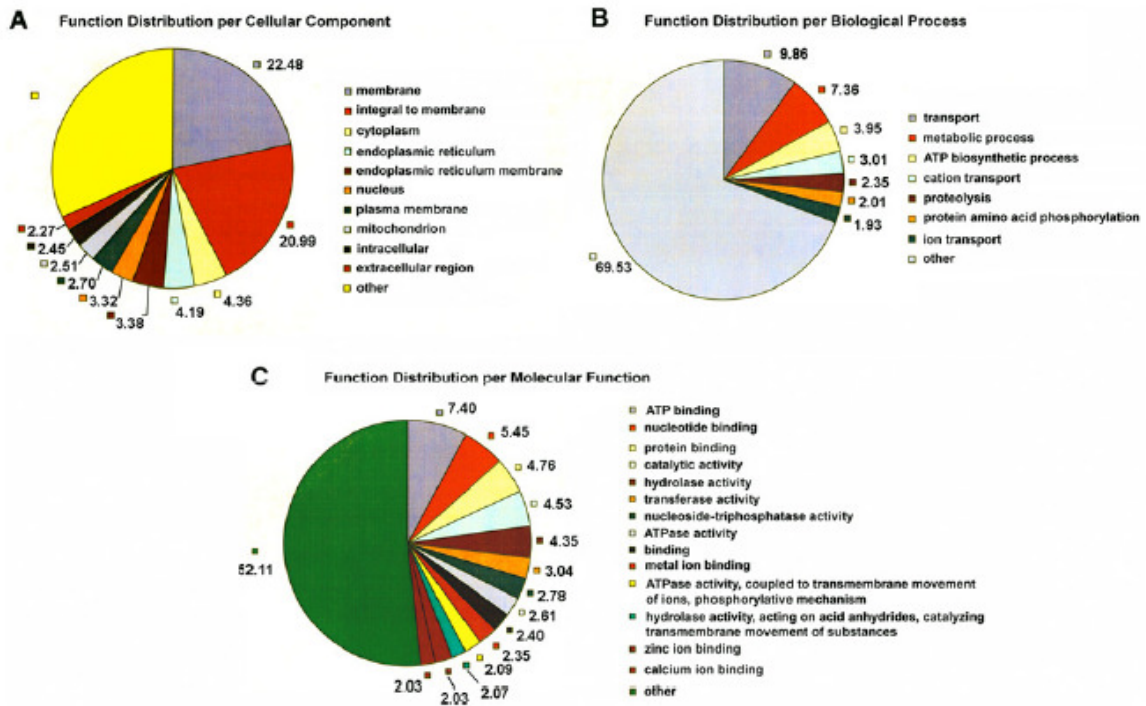 A Function Distribution per Cellular Component
22.48
20.99
4.36
4.19
3.38
3.32
2.70
2.51
2.45
2.27
membrane
integral to membrane
cytoplasm
endoplasmic reticulum
endoplasmic reticulum membrane
nucleus
plasma membrane
mitochondrion
intracellular
extracellular region
other
B Function Distribution per Biological Process
9.86
7.36
3.95
3.01
2.35
2.01
1.93
69.53
transport
metabolic process
ATP biosynthetic process
cation transport
proteolysis
protein amino acid phosphorylation
ion transport
other
C Function Distribution per Molecular Function
7.40
5.45
4.76
4.53
4.35
3.04
2.78
2.61
2.40
2.35
2.09
2.07
2.03
2.03
52.11
ATP binding
nucleotide binding
protein binding
catalytic activity
hydrolase activity
transferase activity
nucleoside-triphosphatase activity
ATPase activity
binding
metal ion binding
ATPase activity, coupled to transmembrane movement
of ions, phosphorylative mechanism
hydrolase activity, acting on acid anhydrides, catalyzing
transmembrane movement of substances
zinc ion binding
calcium ion binding
other